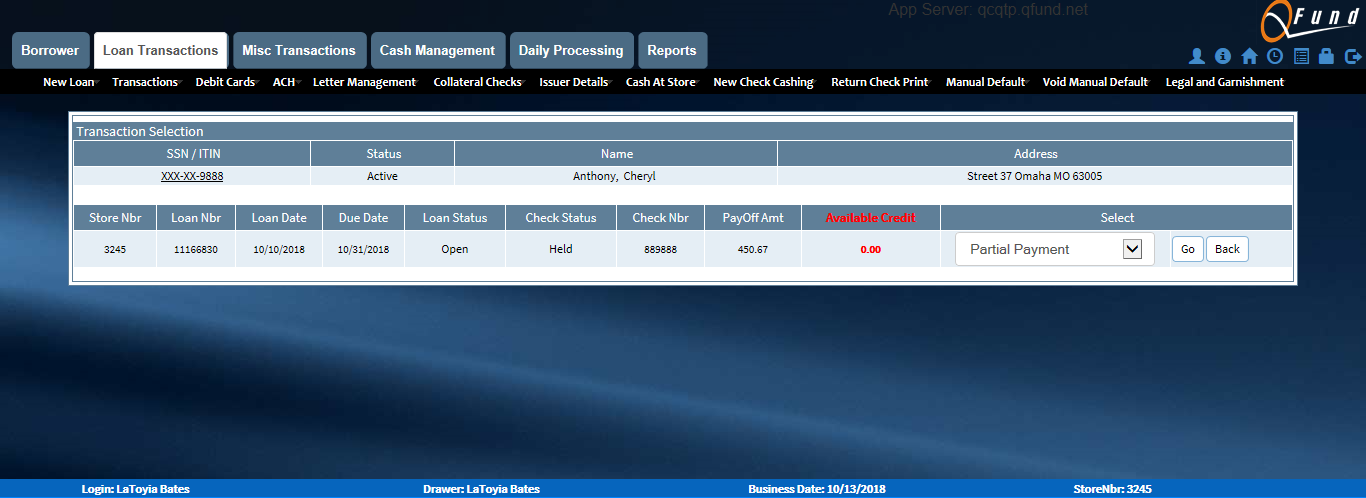 App Server: qcqtp.qfund.net
QFund
Borrower Loan Transactions Misc Transactions Cash Management Daily Processing Reports
New Loan Transactions Debit Cards ACH Letter Management Collateral Checks Issuer Details Cash At Store New Check Cashing Return Check Print Manual Default Void Manual Default Legal and Garnishment
Transaction Selection
SSN / ITIN Status Name Address
XXX-XX-9888 Active Anthony, Cheryl Street 37 Omaha MO 63005
Store Nbr Loan Nbr Loan Date Due Date Loan Status Check Status Check Nbr PayOff Amt Available Credit Select
3245 11166830 10/10/2018 10/31/2018 Open Held 889888 450.67 0.00 Partial Payment Go Back
Login: LaToyia Bates Drawer: LaToyia Bates Business Date: 10/13/2018 StoreNbr: 3245